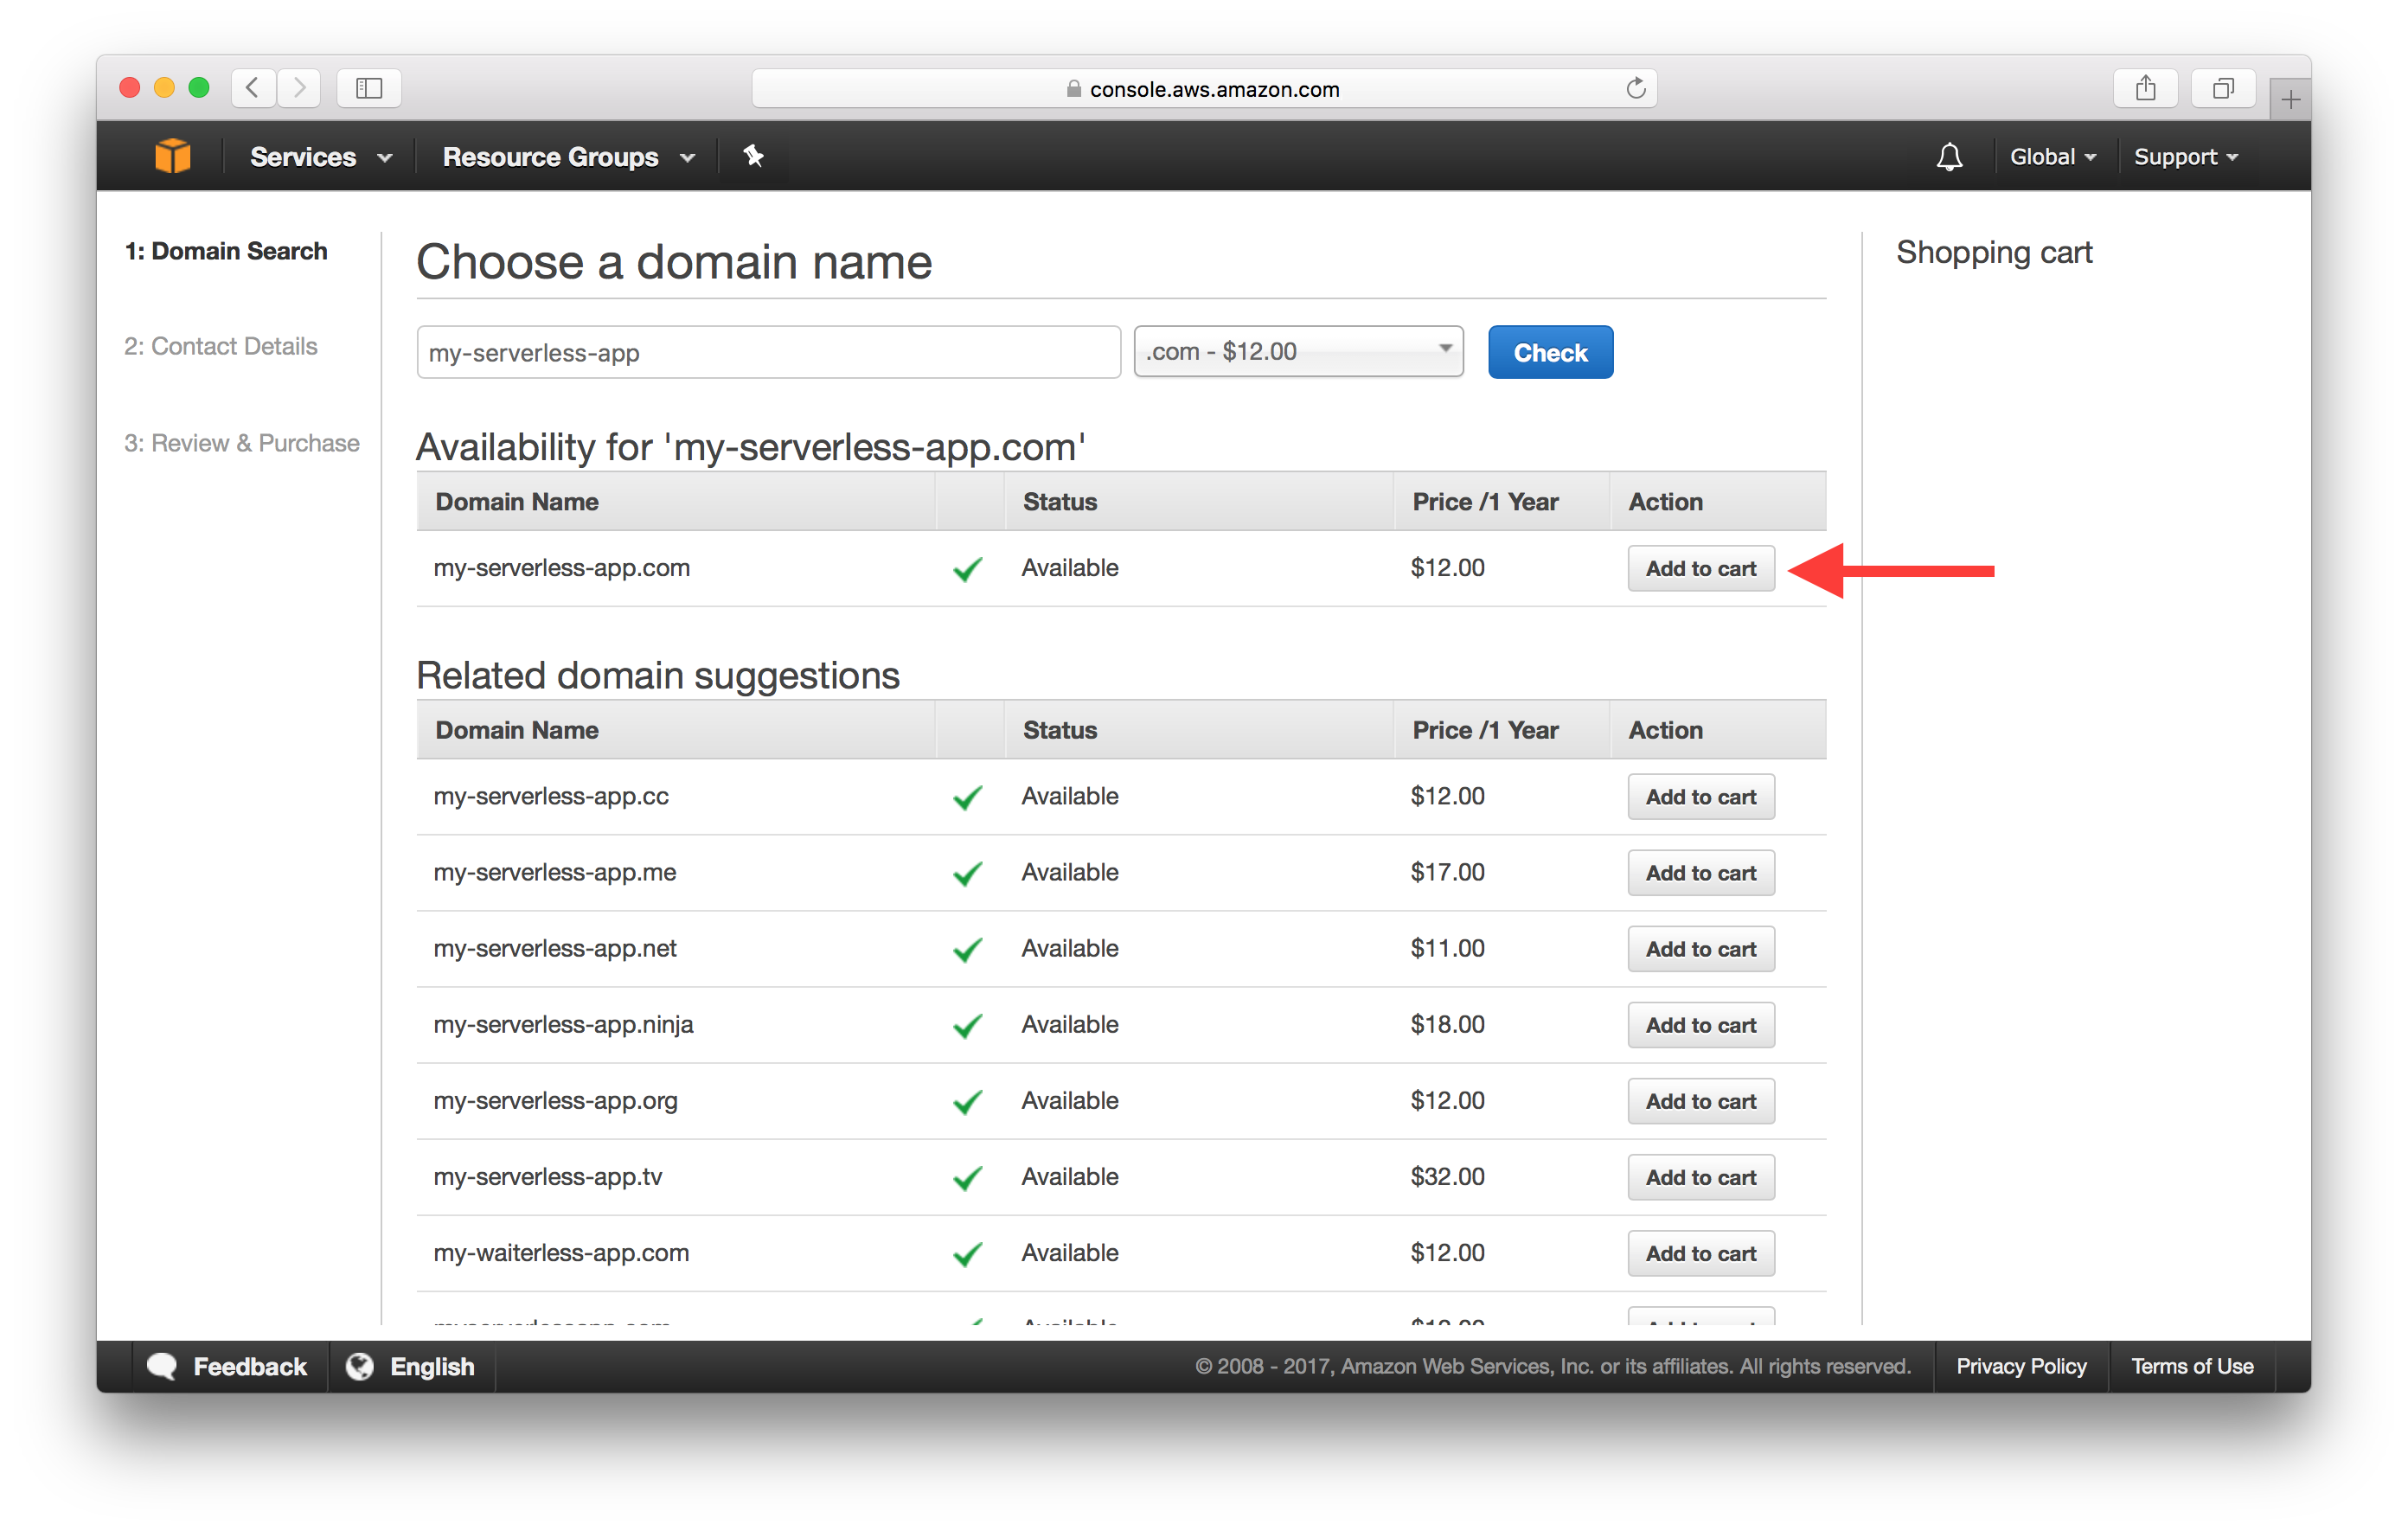 console.aws.amazon.com
Services Resource Groups Global Support
1: Domain Search
2: Contact Details
3: Review & Purchase
Choose a domain name
my-serverless-app .com - $12.00 Check
Availability for 'my-serverless-app.com'
Domain Name Status Price /1 Year Action
my-serverless-app.com Available $12.00 Add to cart
Related domain suggestions
Domain Name Status Price /1 Year Action
my-serverless-app.cc Available $12.00 Add to cart
my-serverless-app.me Available $17.00 Add to cart
my-serverless-app.net Available $11.00 Add to cart
my-serverless-app.ninja Available $18.00 Add to cart
my-serverless-app.org Available $12.00 Add to cart
my-serverless-app.tv Available $32.00 Add to cart
my-waiterless-app.com Available $12.00 Add to cart
Shopping cart
Feedback English © 2008 - 2017, Amazon Web Services, Inc. or its affiliates. All rights reserved. Privacy Policy Terms of Use